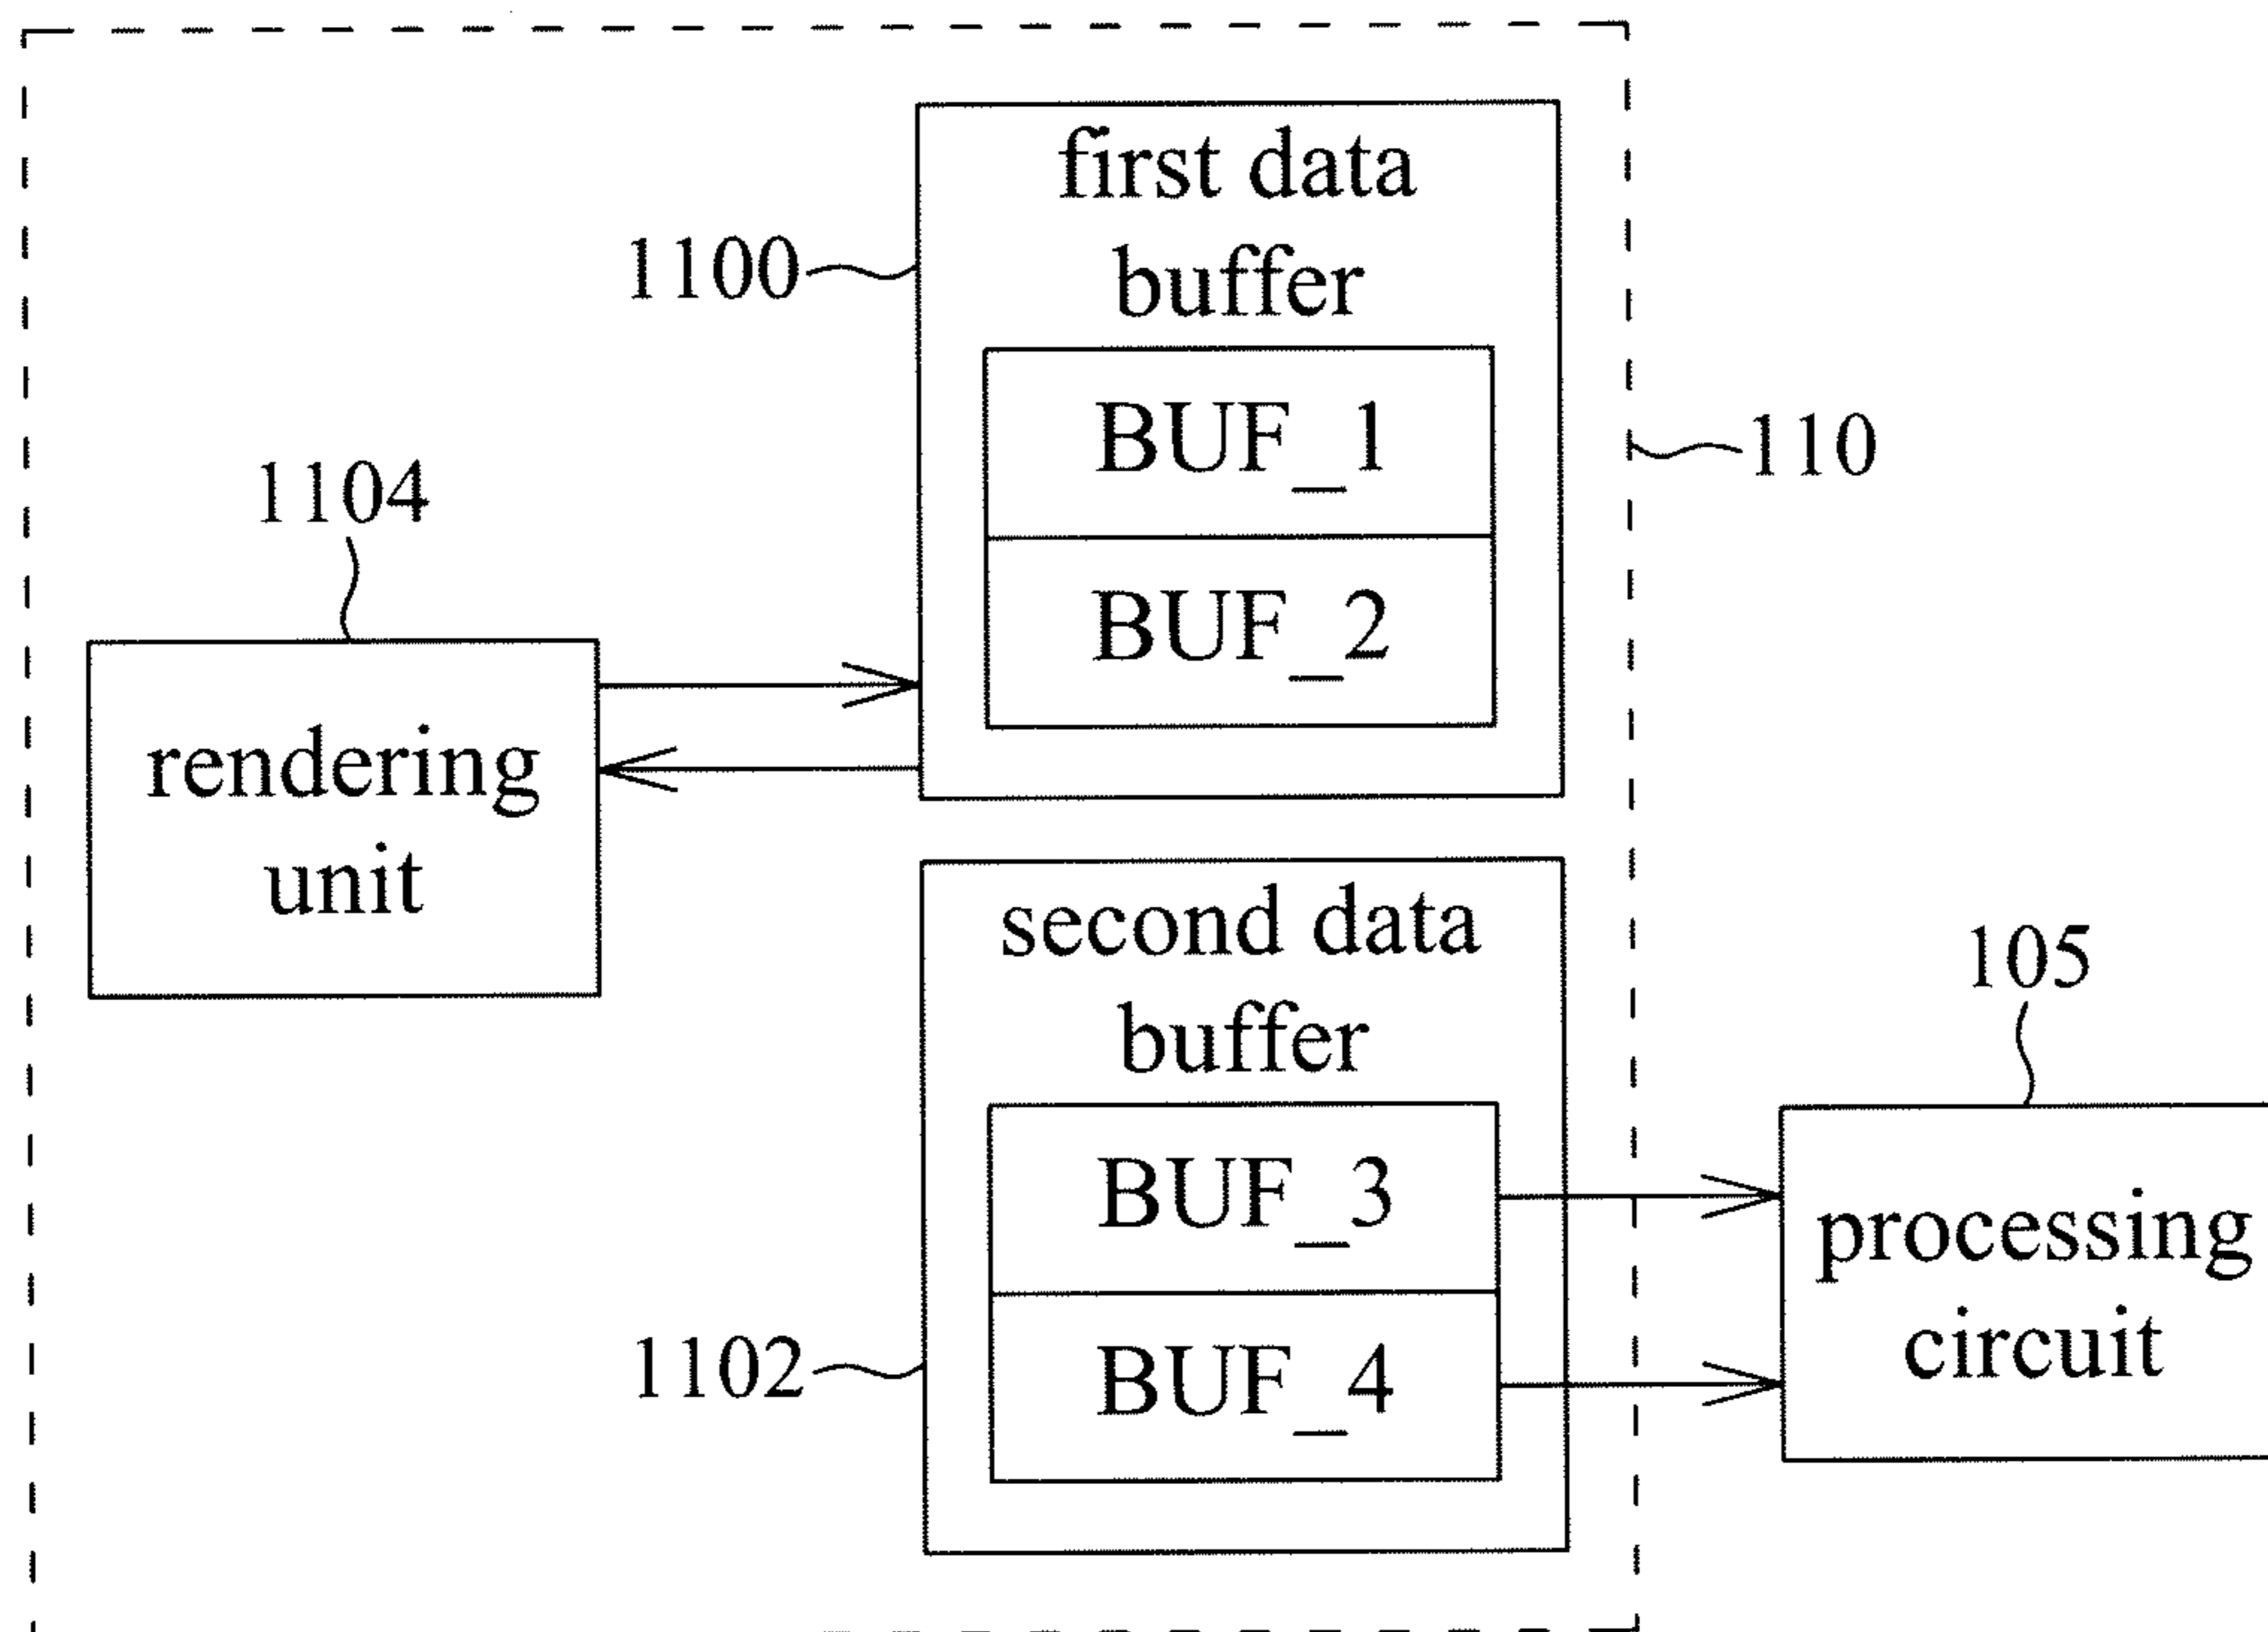 first data
buffer
1100
BUF_1
110
1104
BUF_2
rendering
unit
second data
buffer
105
BUF_3
processing
circuit
1102
BUF_4